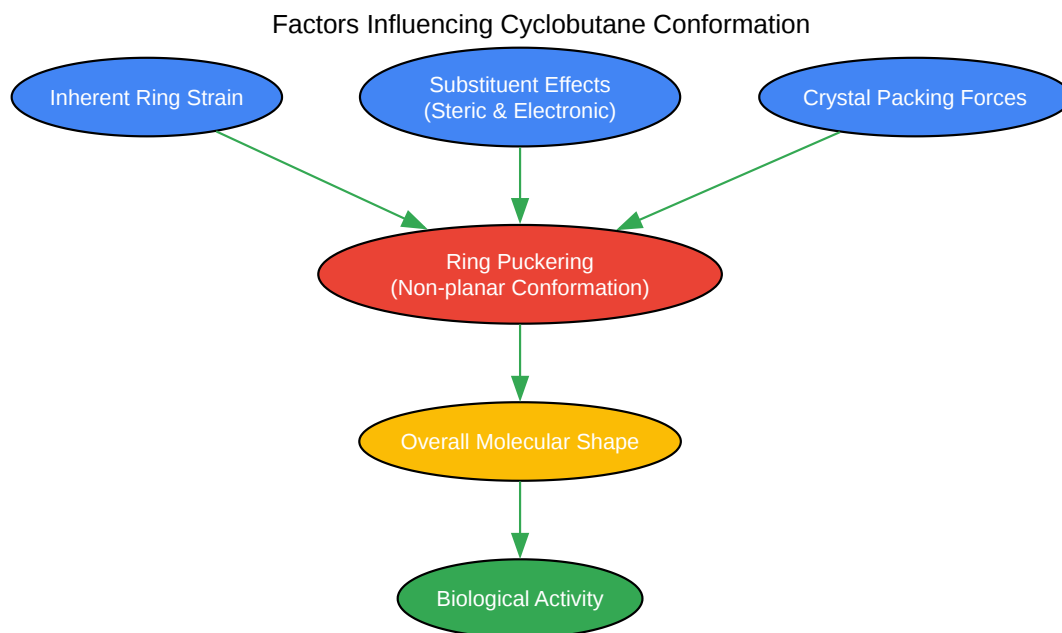 Factors Influencing Cyclobutane Conformation
Inherent Ring Strain
Substituent Effects
(Steric & Electronic)
Crystal Packing Forces
Ring Puckering
(Non-planar Conformation)
Overall Molecular Shape
Biological Activity